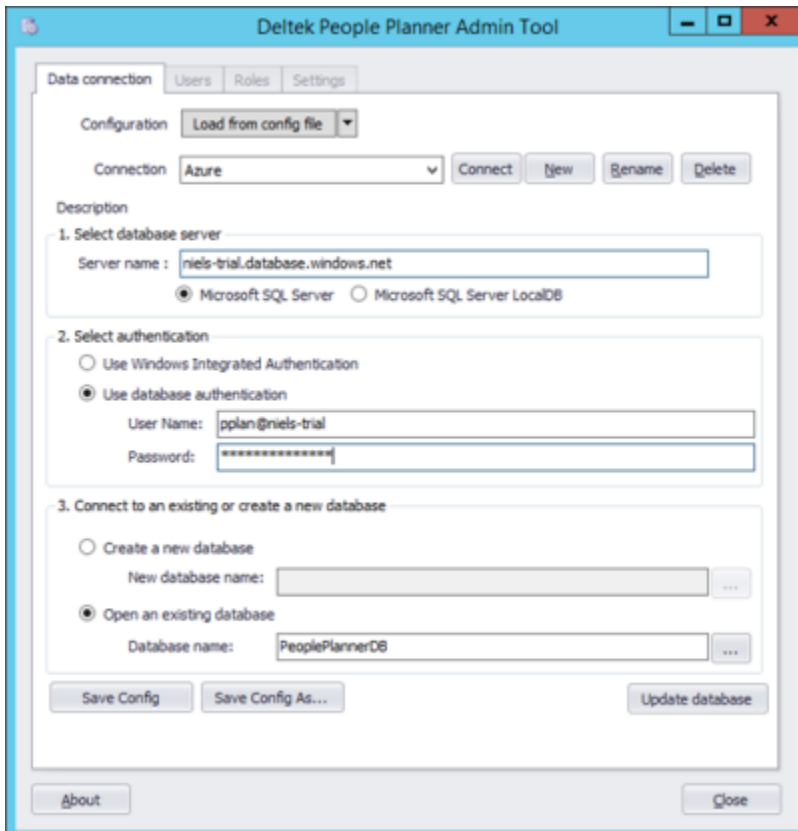 Deltek People Planner Admin Tool
Data connection Users Roles Settings
Configuration Load from config file
Connection Azure Connect New Rename Delete
Description
1. Select database server
Server name : niels-trial.database.windows.net
Microsoft SQL Server Microsoft SQL Server LocalDB
2. Select authentication
Use Windows Integrated Authentication
Use database authentication
User Name: pplan@niels-trial
Password: **************
3. Connect to an existing or create a new database
Create a new database
New database name: ...
Open an existing database
Database name: PeoplePlannerDB ...
Save Config Save Config As... Update database
About Close